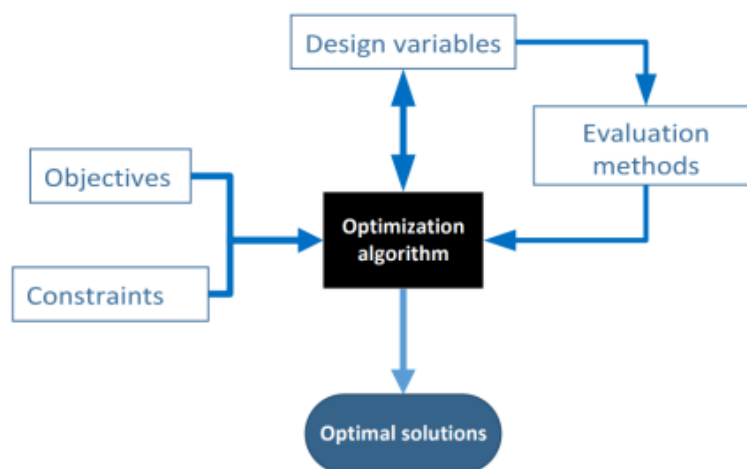 Design variables
Evaluation
methods
Objectives
Optimization
algorithm
Constraints
Optimal solutions